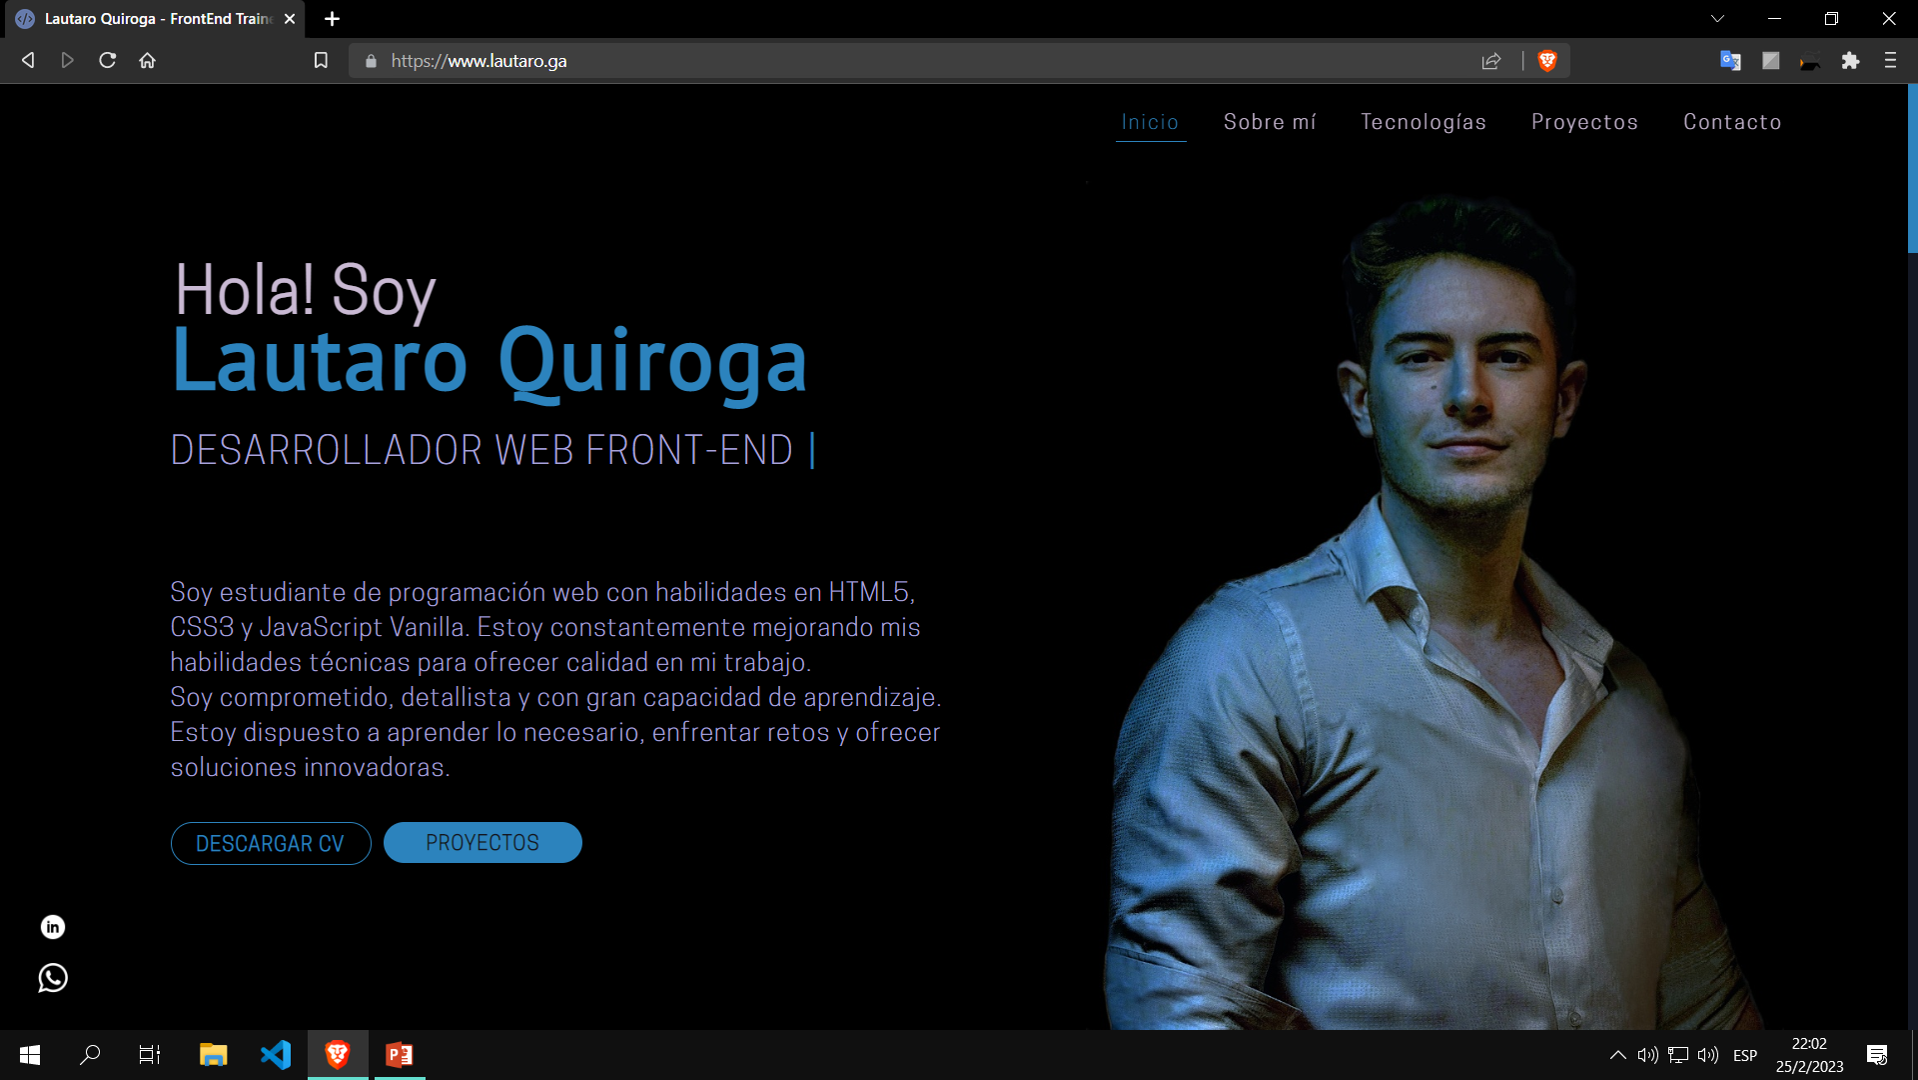 Lautaro Quiroga - FrontEnd Traine
https://www.lautaro.ga
Inicio Sobre mí Tecnologías Proyectos Contacto
Hola! Soy
Lautaro Quiroga
DESARROLLADOR WEB FRONT-END |
Soy estudiante de programación web con habilidades en HTML5,
CSS3 y JavaScript Vanilla. Estoy constantemente mejorando mis
habilidades técnicas para ofrecer calidad en mi trabajo.
Soy comprometido, detallista y con gran capacidad de aprendizaje.
Estoy dispuesto a aprender lo necesario, enfrentar retos y ofrecer
soluciones innovadoras.
DESCARGAR CV PROYECTOS
in
ESP
22:02
25/2/2023